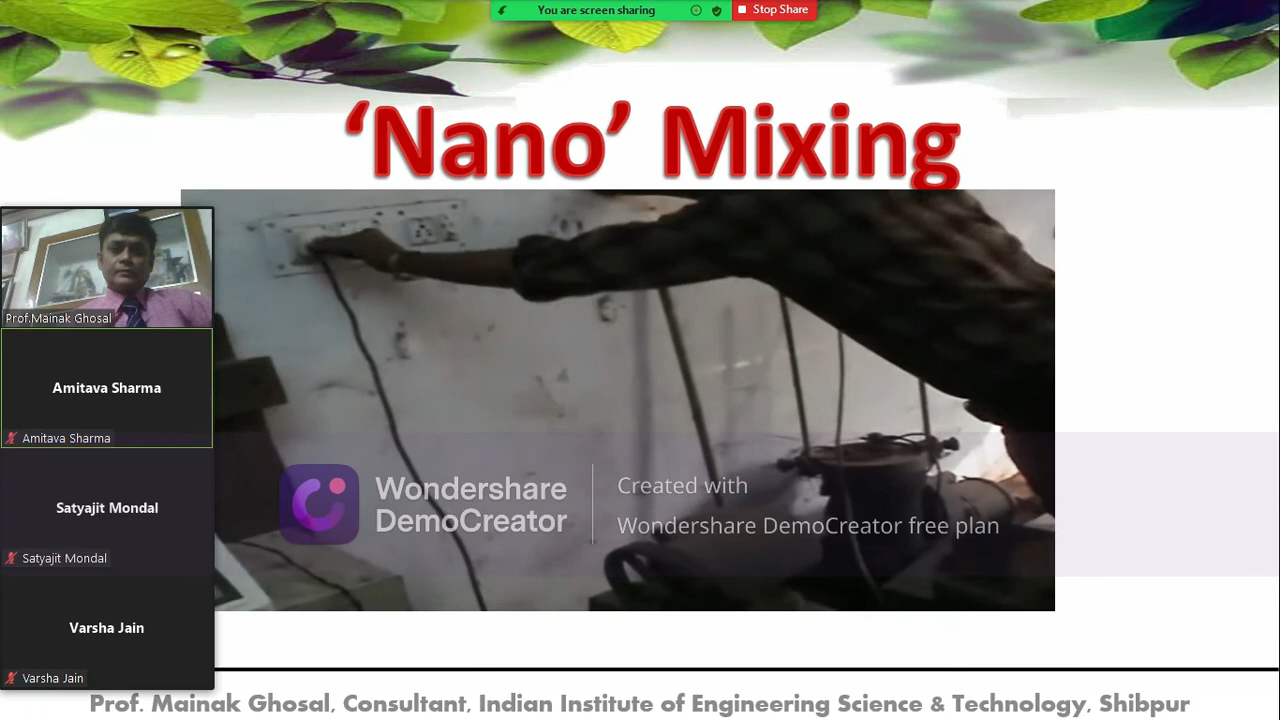 You are screen sharing
Stop Share
‘Nano’ Mixing
Prof.Mainak Ghosal
Amitava Sharma
Amitava Sharma
Satyajit Mondal
Satyajit Mondal
Varsha Jain
Varsha Jain
Wondershare
DemoCreator
Created with
Wondershare DemoCreator free plan
Prof. Mainak Ghosal, Consultant, Indian Institute of Engineering Science & Technology, Shibpur